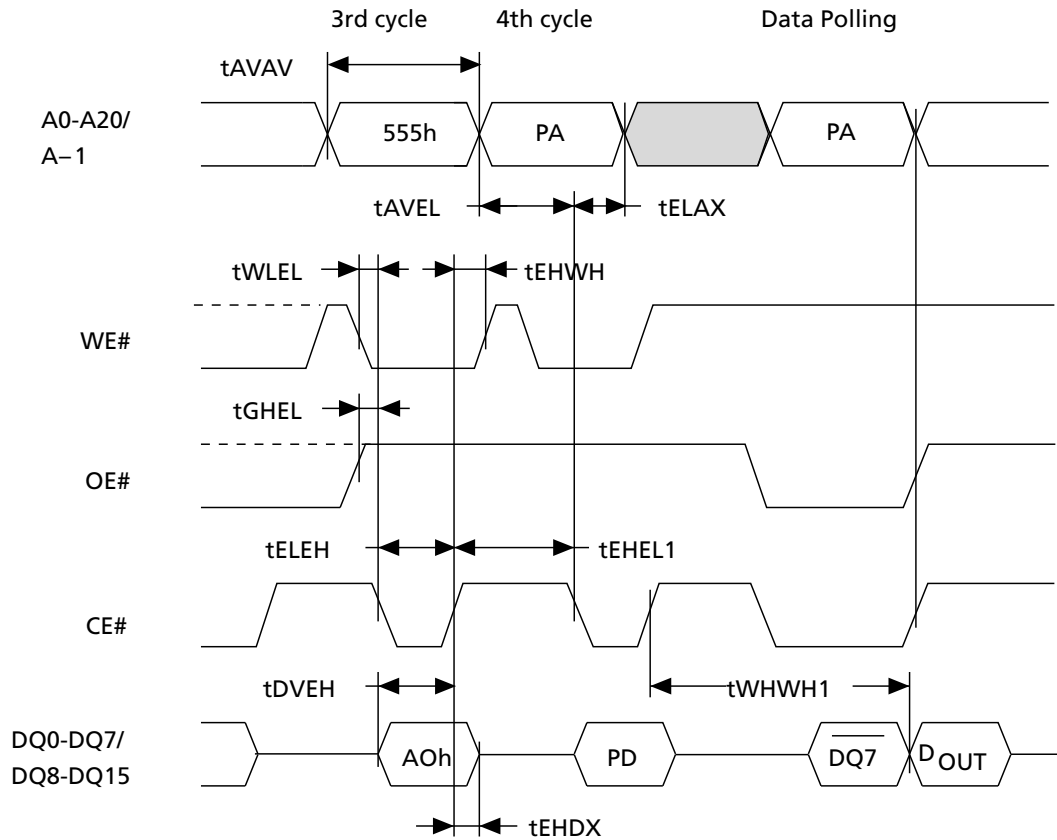 3rd cycle 4th cycle Data Polling
tAVAV
A0-A20/
A–1
555h PA PA
tAVEL tELAX
tWLEL tEHWH
WE#
tGHEL
OE#
tELEH tEHEL1
CE#
tDVEH tWHWH1
DQ0-DQ7/
DQ8-DQ15
AOh PD DQ7 DOUT
tEHDX